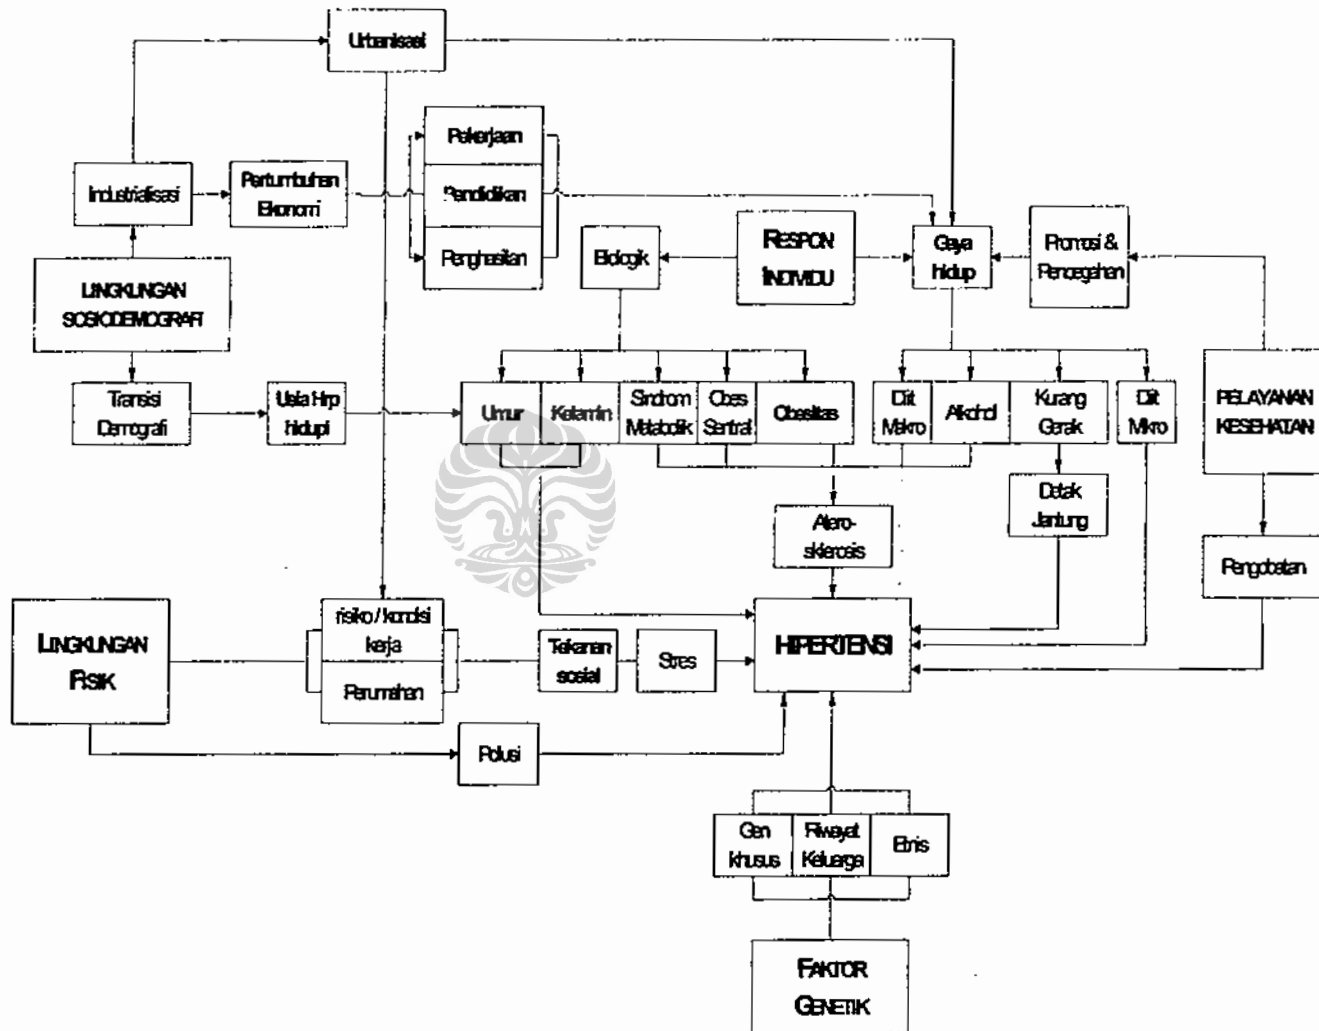 Urbanisasi
Pekerjaan
Industrialisasi
Pertumbuhan
Ekonomi
Pendidikan
Penghasilan
Biologik
RESPON
INDIVIDU
Gaya
hidup
Promosi &
Pencegahan
LINGKUNGAN
SOSIODEMOGRAFI
Transisi
Demografi
Usia Hrp
hidup
Umur
Kelamin
Sindrom
Metabolik
Obes
Sentral
Obesitas
Diit
Makro
Alkohol
Kurang
Gerak
Diit
Mikro
PELAYANAN
KESEHATAN
Detak
Jantung
Atero-
sklerosis
Pengobatan
LINGKUNGAN
FISIK
risiko / kondisi
kerja
Perumahan
Tekanan
sosial
Stres
HIPERTENSI
Polusi
Gen
khusus
Riwayat
Keluarga
Etnis
FAKTOR
GENETIK